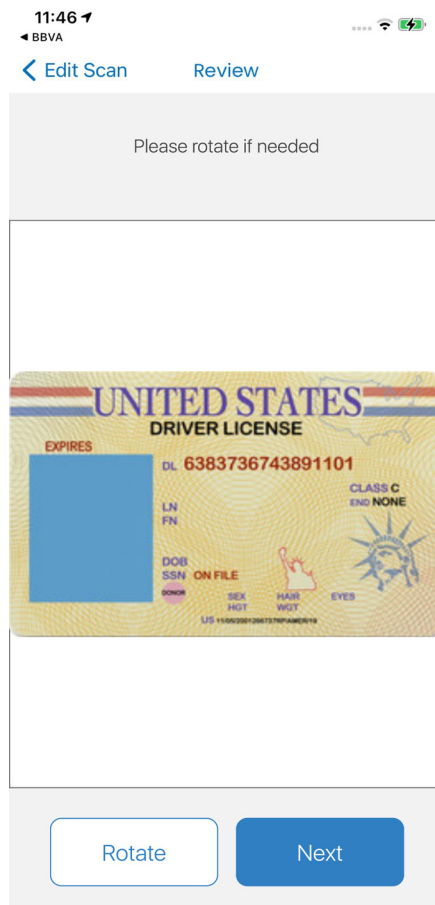 11:46
◀ BBVA
Edit Scan Review
Please rotate if needed
UNITED STATES
DRIVER LICENSE
EXPIRES
DL 6383736743891101
CLASS C
END NONE
LN
FN
DOB
SSN ON FILE
DONOR
SEX HAIR EYES
HGT WGT
US
Rotate Next